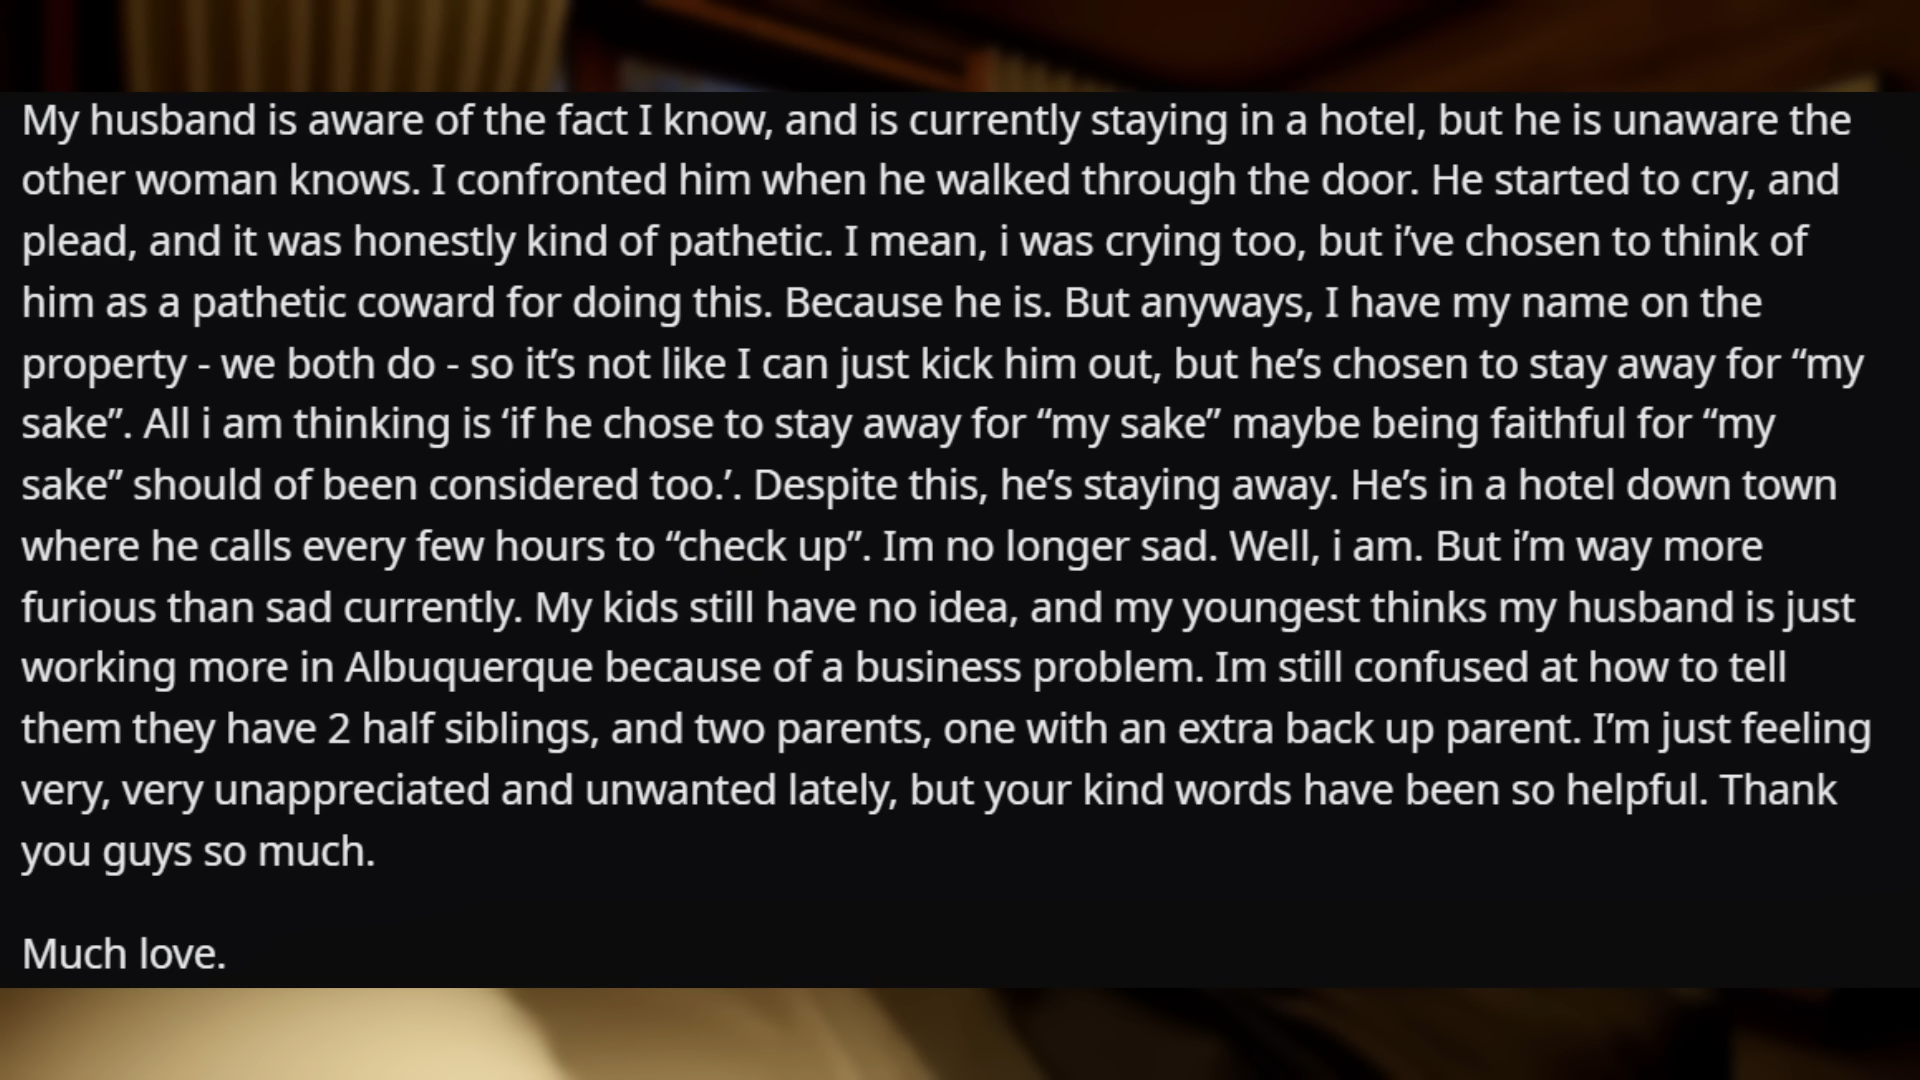 My husband is aware of the fact I know, and is currently staying in a hotel, but he is unaware the
other woman knows. I confronted him when he walked through the door. He started to cry, and
plead, and it was honestly kind of pathetic. I mean, i was crying too, but i’ve chosen to think of
him as a pathetic coward for doing this. Because he is. But anyways, I have my name on the
property - we both do - so it’s not like I can just kick him out, but he’s chosen to stay away for “my
sake”. All i am thinking is ‘if he chose to stay away for “my sake” maybe being faithful for “my
sake” should of been considered too.’. Despite this, he’s staying away. He’s in a hotel down town
where he calls every few hours to “check up”. Im no longer sad. Well, i am. But i’m way more
furious than sad currently. My kids still have no idea, and my youngest thinks my husband is just
working more in Albuquerque because of a business problem. Im still confused at how to tell
them they have 2 half siblings, and two parents, one with an extra back up parent. I’m just feeling
very, very unappreciated and unwanted lately, but your kind words have been so helpful. Thank
you guys so much.
Much love.